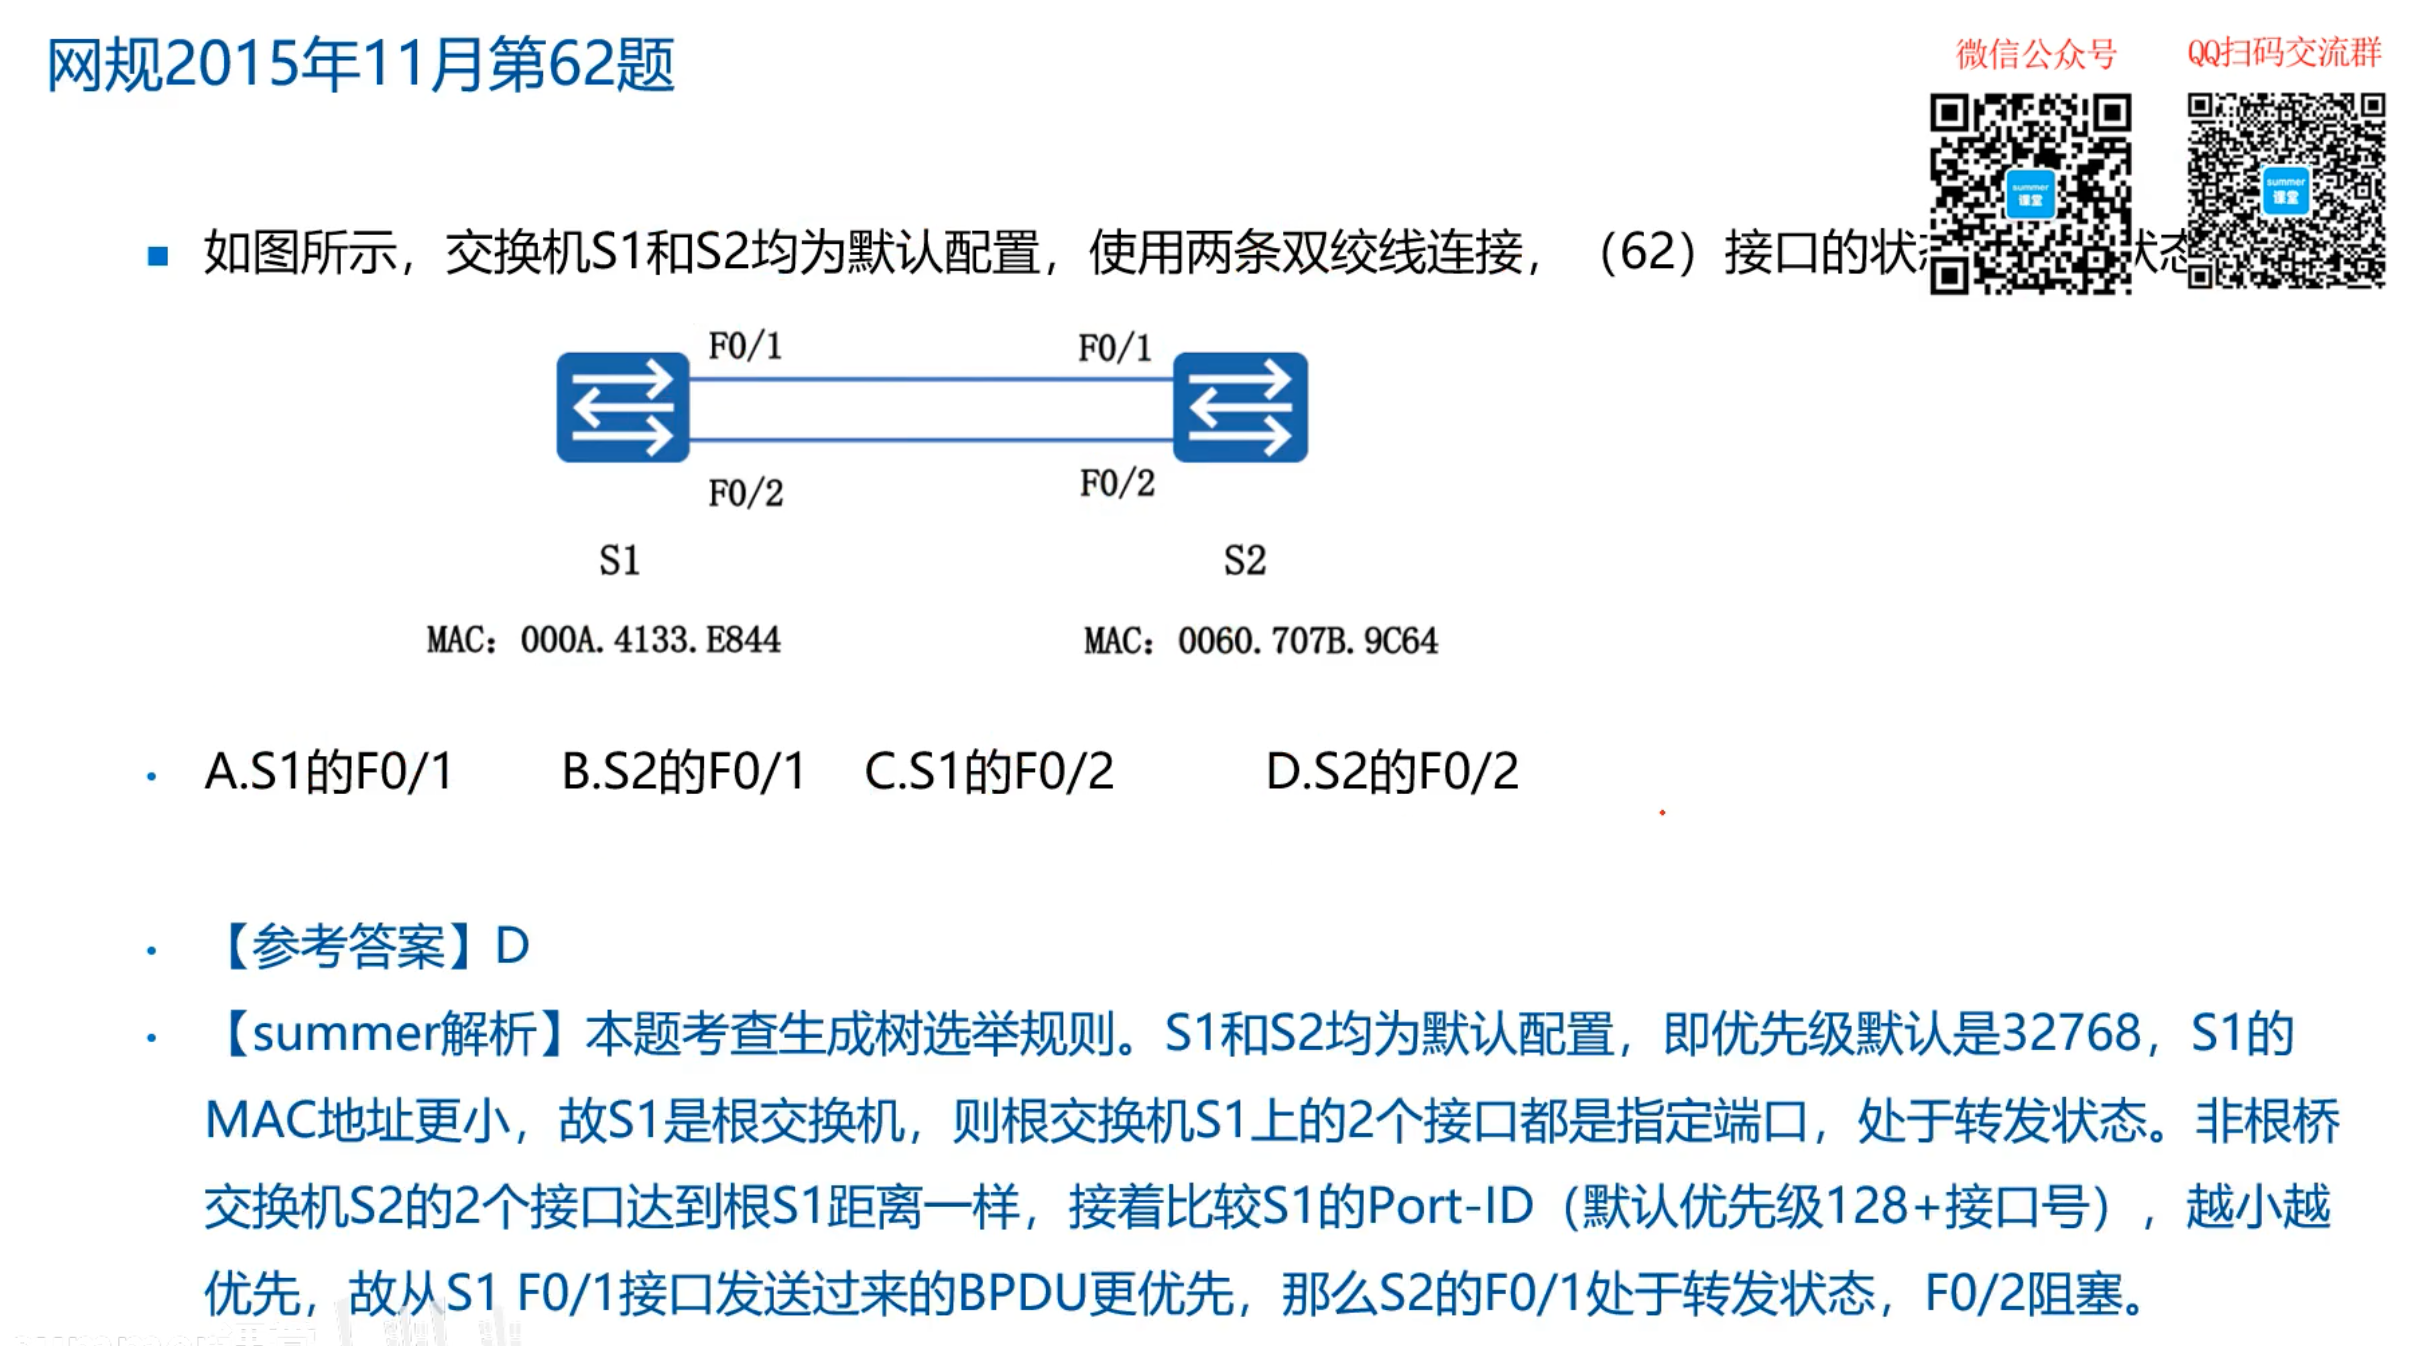 网规2015年11月第62题
微信公众号
QQ扫码交流群
summer
课堂
summer
课堂
■ 如图所示，交换机S1和S2均为默认配置，使用两条双绞线连接，（62）接口的状 状态
F0/1
F0/1
F0/2
F0/2
S1
S2
MAC：000A.4133.E844
MAC：0060.707B.9C64
• A.S1的F0/1 B.S2的F0/1 C.S1的F0/2 D.S2的F0/2
• 【参考答案】D
• 【summer解析】本题考查生成树选举规则。S1和S2均为默认配置，即优先级默认是32768，S1的
MAC地址更小，故S1是根交换机，则根交换机S1上的2个接口都是指定端口，处于转发状态。非根桥
交换机S2的2个接口达到根S1距离一样，接着比较S1的Port-ID（默认优先级128+接口号），越小越
优先，故从S1 F0/1接口发送过来的BPDU更优先，那么S2的F0/1处于转发状态，F0/2阻塞。